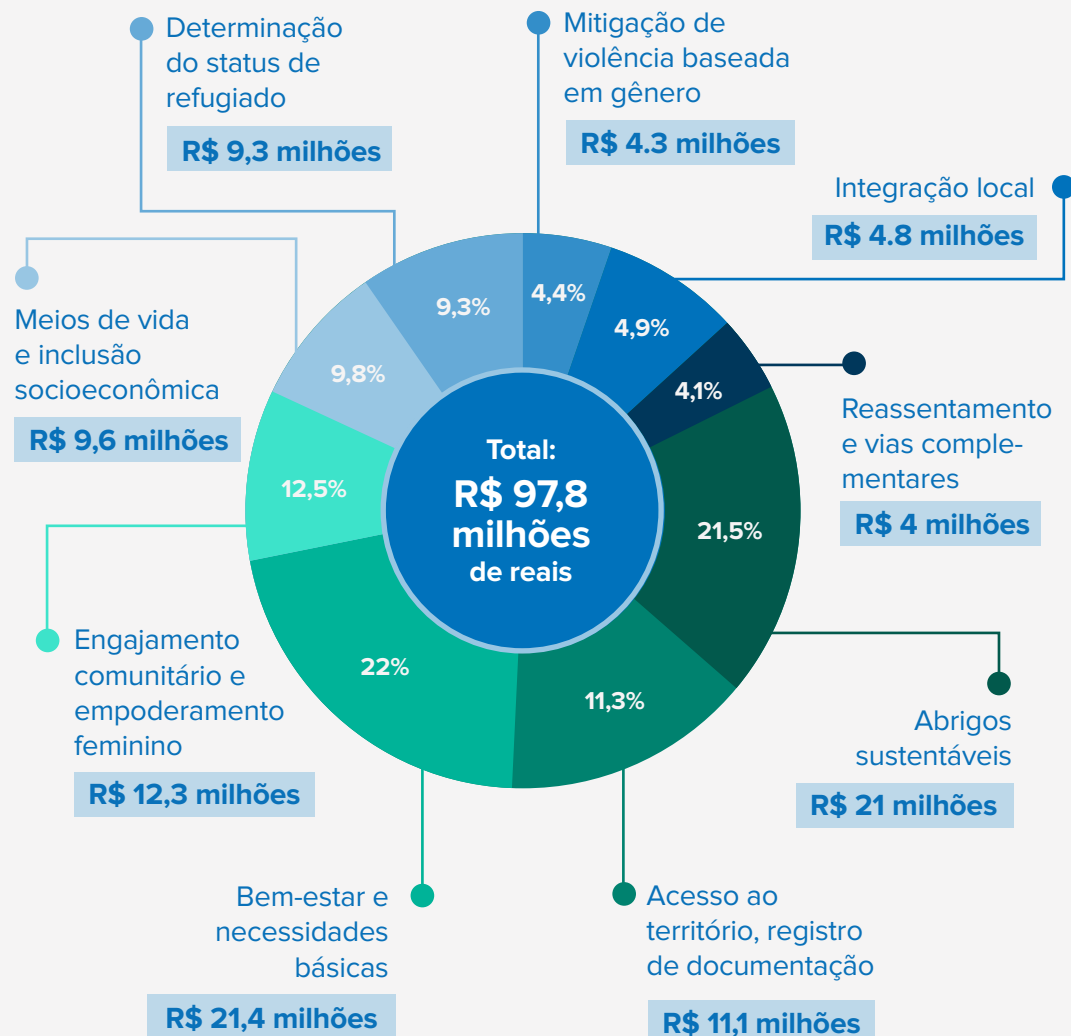 Determinação
do status de
refugiado
R$ 9,3 milhões
Mitigação de
violência baseada
em gênero
R$ 4.3 milhões
Integração local
R$ 4.8 milhões
Meios de vida
e inclusão
socioeconômica
R$ 9,6 milhões
9,3%
4,4%
4,9%
9,8%
4,1%
12,5%
21,5%
22%
11,3%
Total:
R$ 97,8
milhões
de reais
Reassentamento
e vias comple-
mentares
R$ 4 milhões
Engajamento
comunitário e
empoderamento
feminino
R$ 12,3 milhões
Abrigos
sustentáveis
R$ 21 milhões
Bem-estar e
necessidades
básicas
R$ 21,4 milhões
Acesso ao
território, registro
de documentação
R$ 11,1 milhões